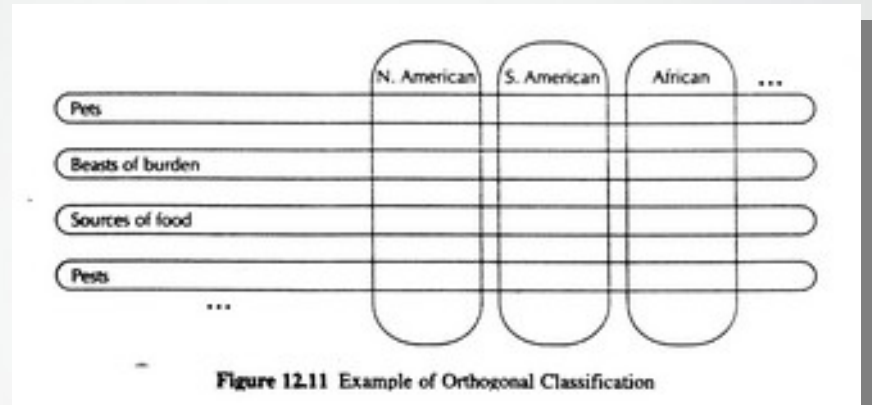 N. American S. American African ...
Pets
Beasts of burden
Sources of food
Pests
...
Figure 12.11 Example of Orthogonal Classification